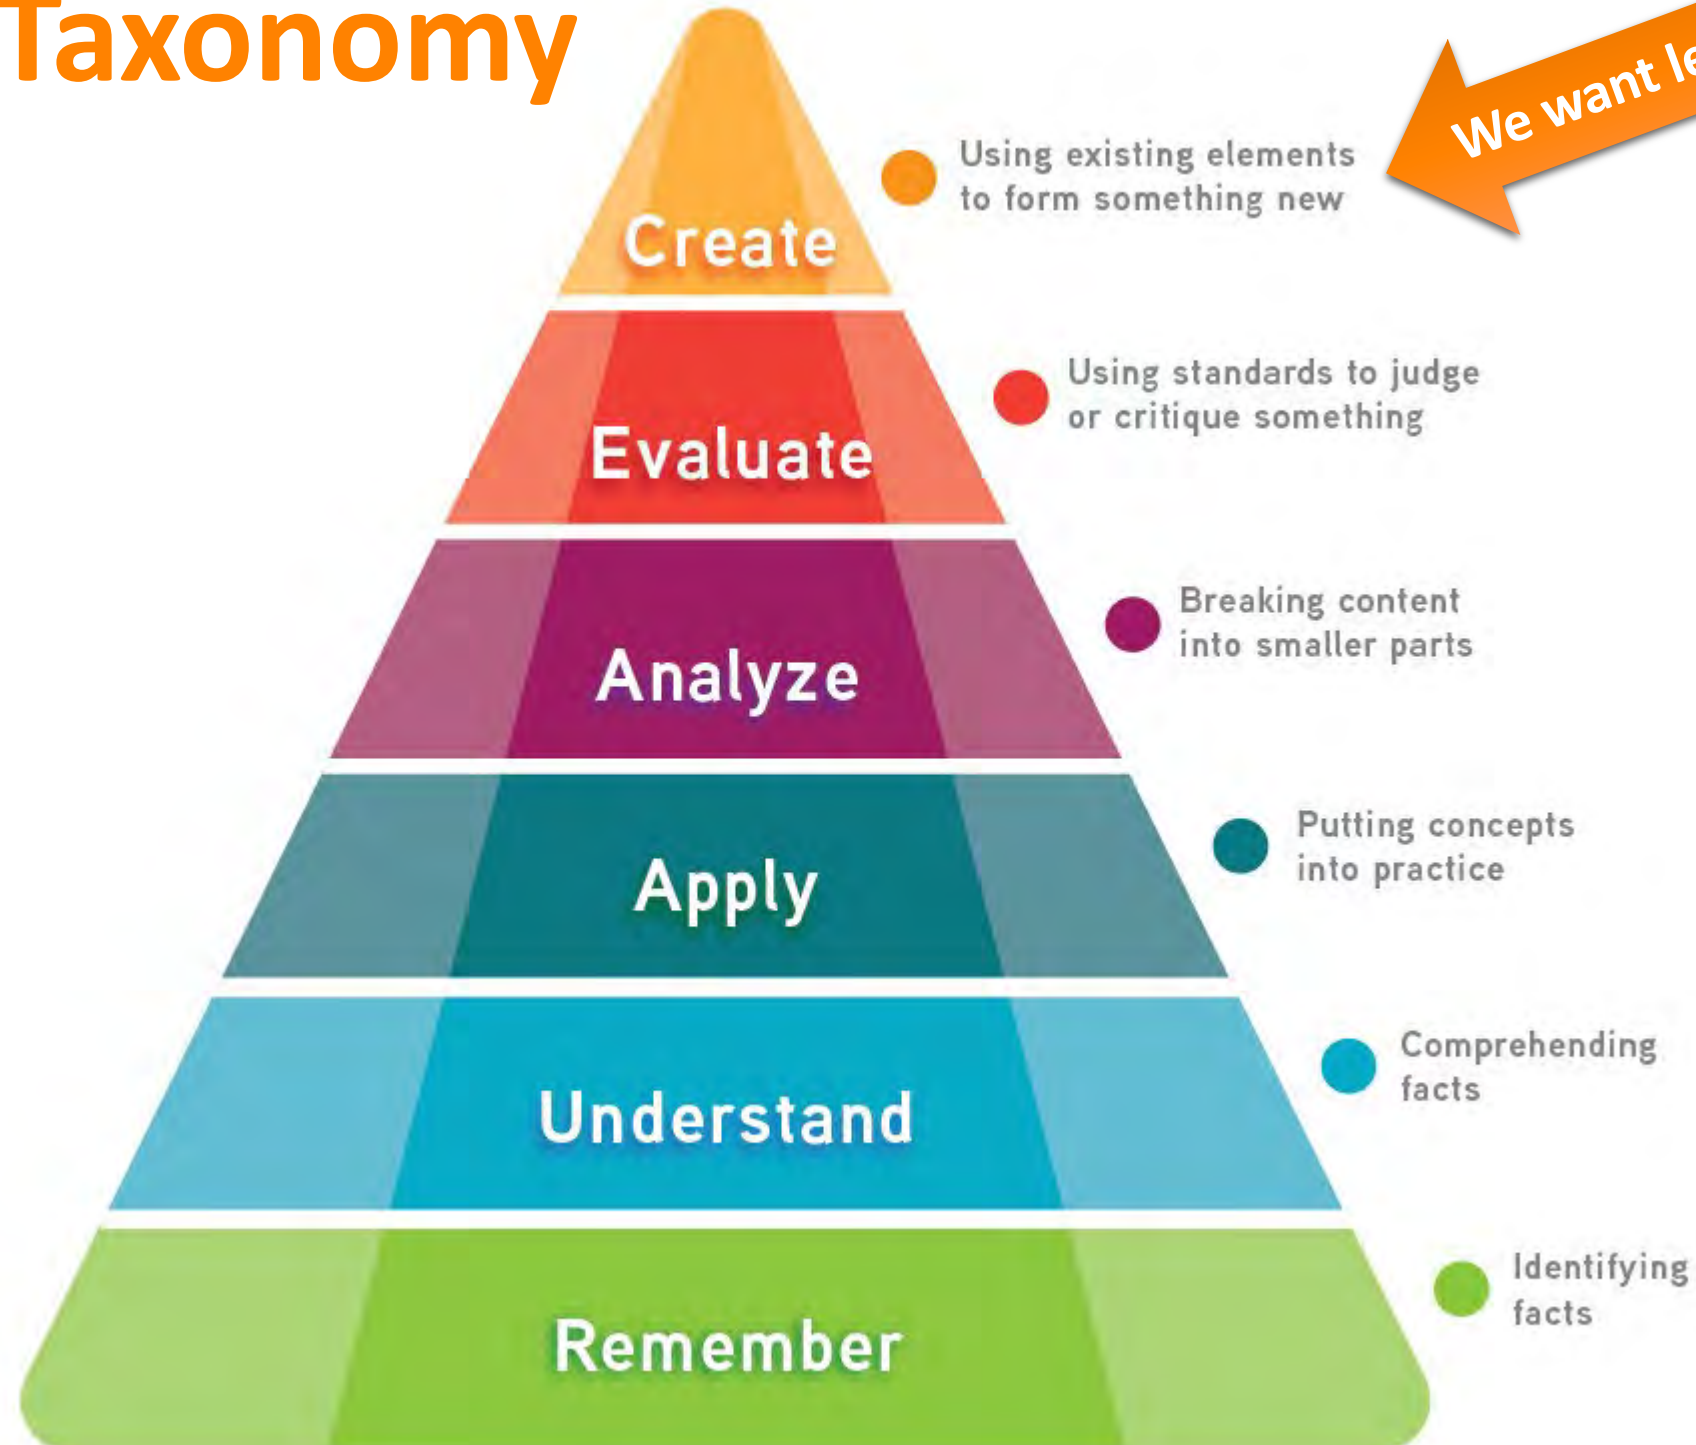 Taxonomy
We want
Using existing elements
to form something new
Create
Using standards to judge
or critique something
Evaluate
Breaking content
into smaller parts
Analyze
Putting concepts
into practice
Apply
Comprehending
facts
Understand
Identifying
facts
Remember